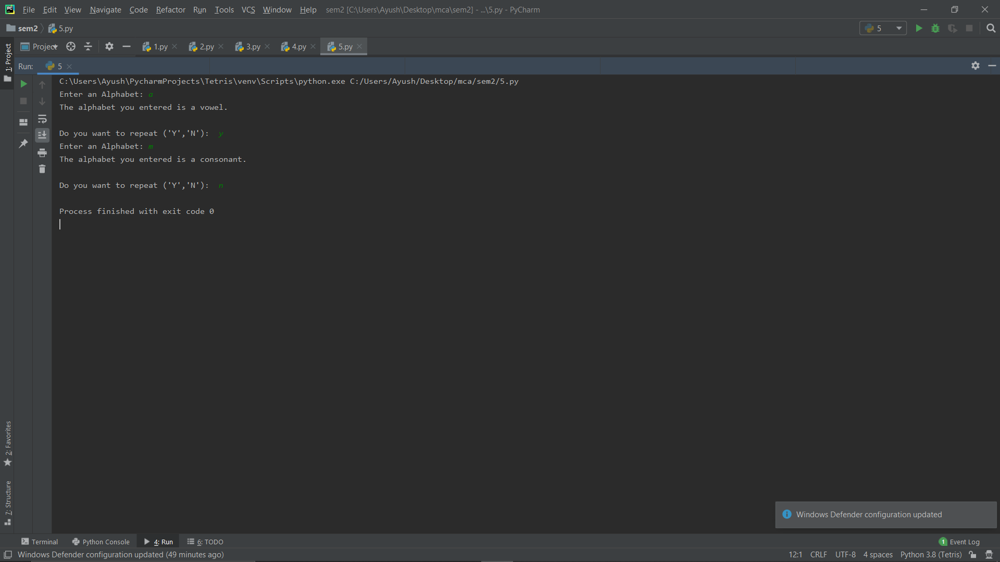 File Edit View Navigate Code Refactor Run Tools VCS Window Help sem2 [C:\Users\Ayush\Desktop\mca\sem2] - ...\5.py - PyCharm
sem2 5.py 5
Project 1.py 2.py 3.py 4.py 5.py
1: Project
Run: 5
C:\Users\Ayush\PycharmProjects\Tetris\venv\Scripts\python.exe C:/Users/Ayush/Desktop/mca/sem2/5.py
Enter an Alphabet: a
The alphabet you entered is a vowel.
Do you want to repeat ('Y','N'):  y
Enter an Alphabet: m
The alphabet you entered is a consonant.
Do you want to repeat ('Y','N'):  n
Process finished with exit code 0
2: Favorites
7: Structure
Windows Defender configuration updated
Terminal Python Console 4: Run 6: TODO 1 Event Log
Windows Defender configuration updated (49 minutes ago) 12:1 CRLF UTF-8 4 spaces Python 3.8 (Tetris)